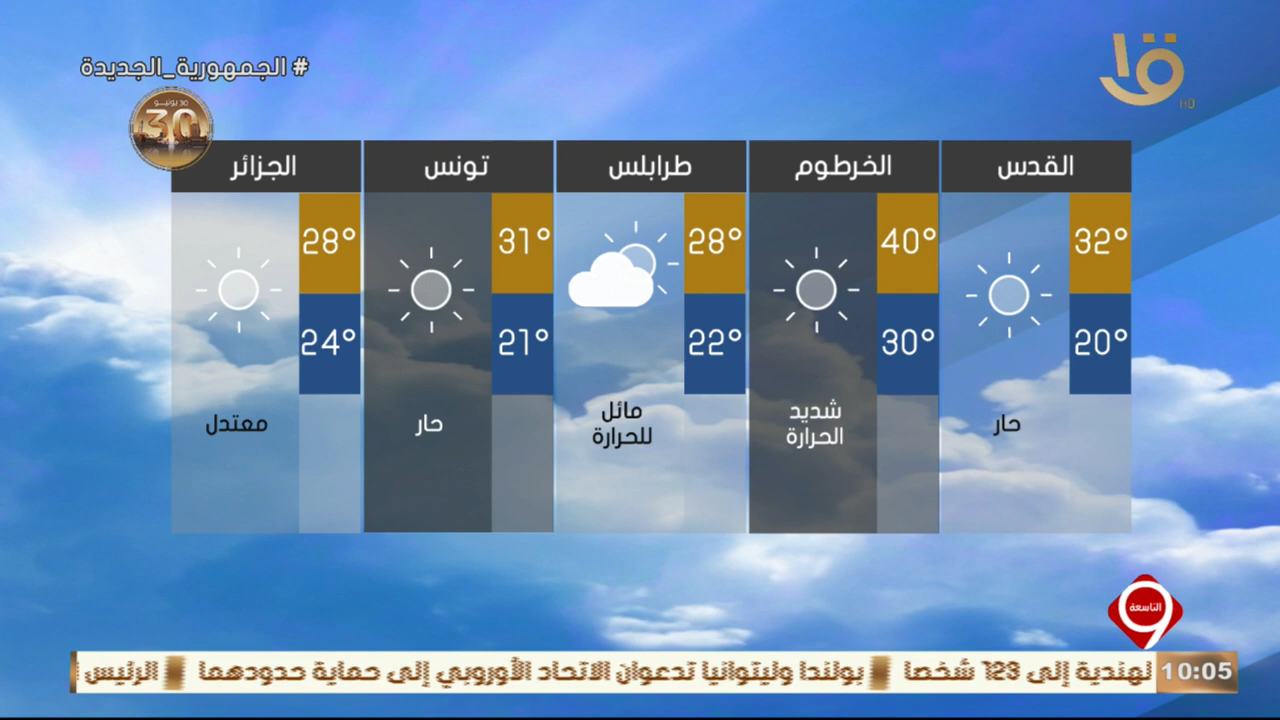 # الجمهورية_الجديدة
30 يونيو
30
HD
القدس
32°
20°
حار
الخرطوم
40°
30°
شديد
الحرارة
طرابلس
28°
22°
مائل
للحرارة
تونس
31°
21°
حار
الجزائر
28°
24°
معتدل
التاسعة
9
10:05
لهندية إلى 129 شخصا
بولندا وليتوانيا تدعوان الاتحاد الأوروبي إلى حماية حدودهما
الرئيس